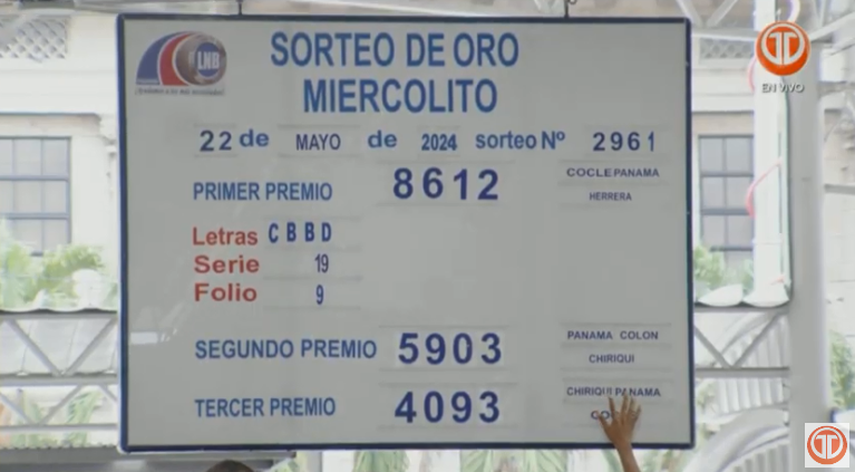 LNB
SORTEO DE ORO
MIERCOLITO
EN VIVO
22 de MAYO de 2024 sorteo Nº 2961
PRIMER PREMIO 8612 COCLE PANAMA
HERRERA
Letras C B B D
Serie 19
Folio 9
SEGUNDO PREMIO 5903 PANAMA COLON
CHIRIQUI
TERCER PREMIO 4093 CHIRIQUI PANAMA